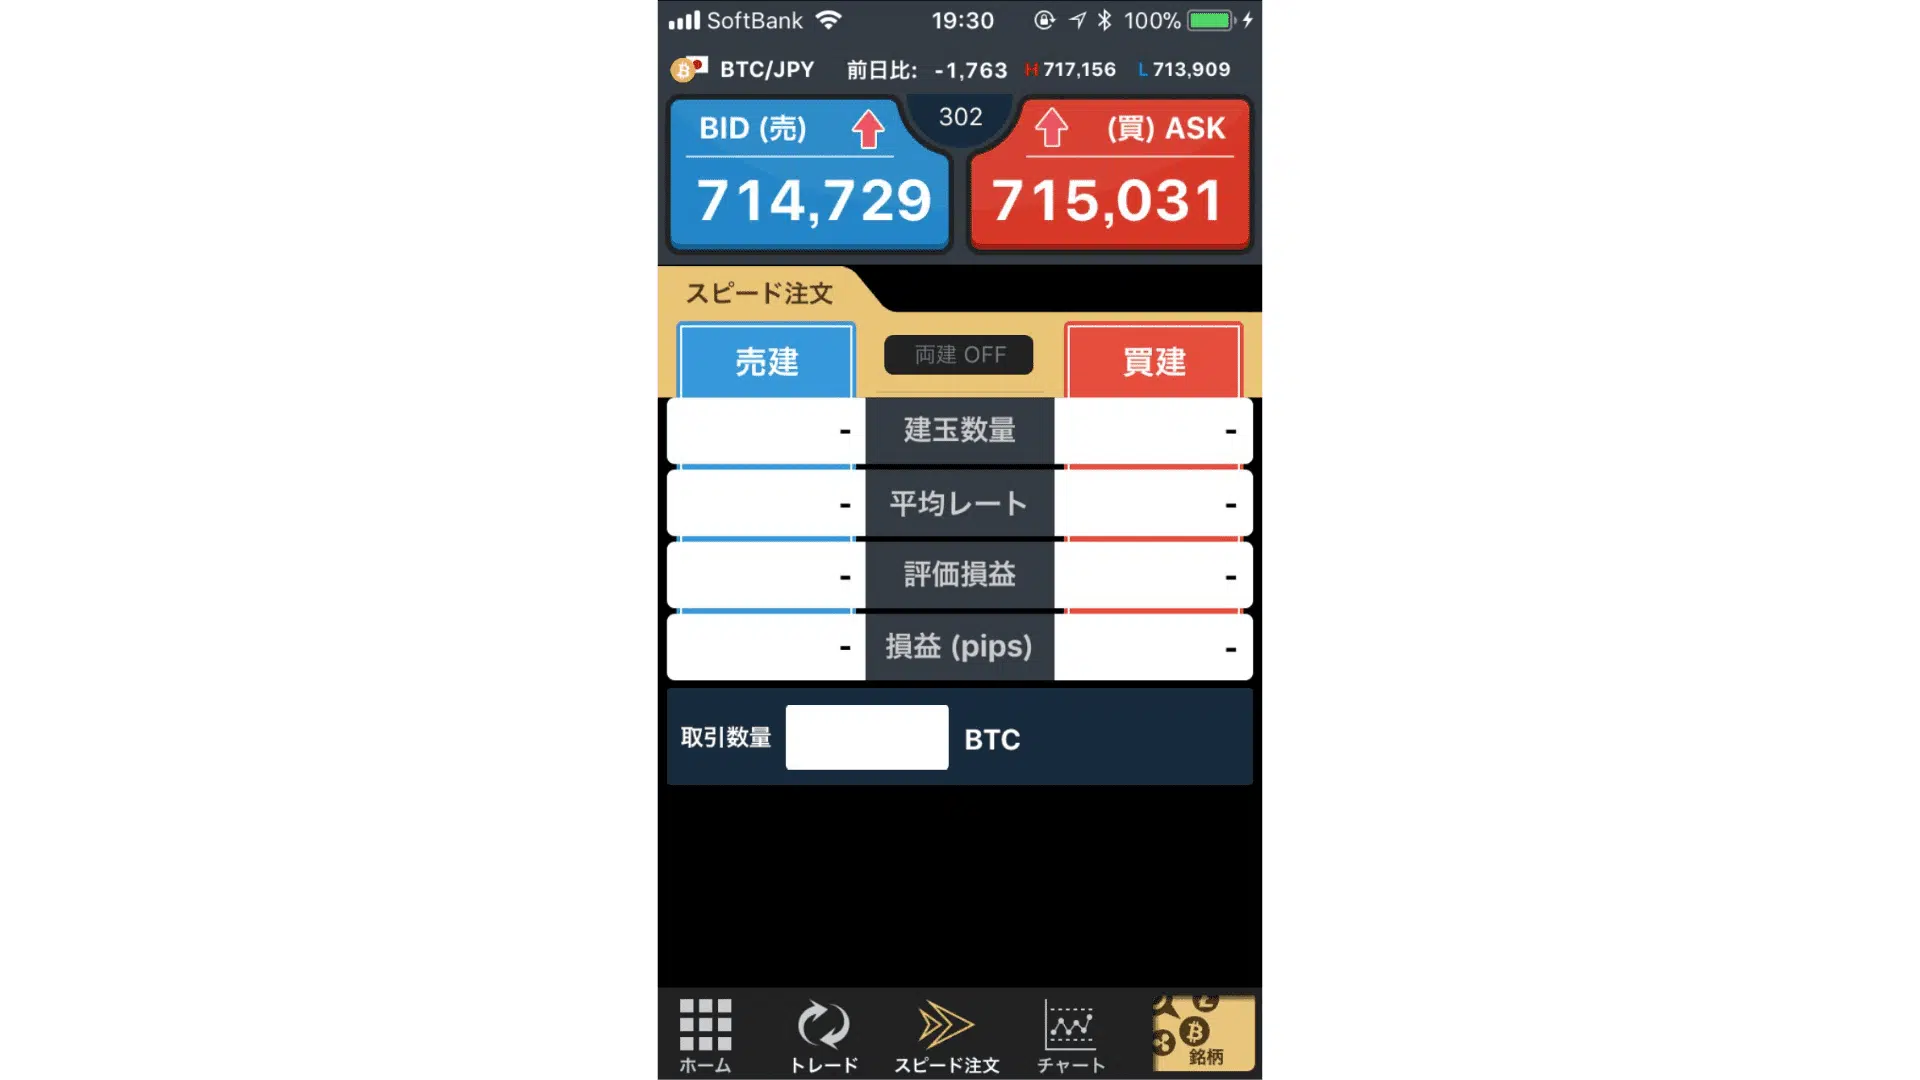 SoftBank 19:30 100%
BTC/JPY 前日比: -1,763 H 717,156 L 713,909
BID (売) 302 (買) ASK
714,729 715,031
スピード注文
売建 両建 OFF 買建
- 建玉数量 -
- 平均レート -
- 評価損益 -
- 損益 (pips) -
取引数量 BTC
ホーム トレード スピード注文 チャート 銘柄